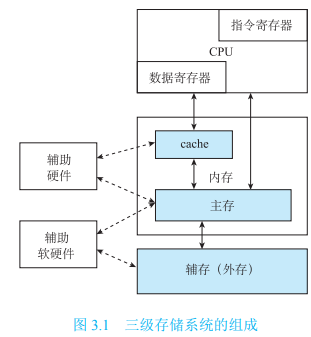 指令寄存器
CPU
数据寄存器
cache
辅助
硬件
内存
主存
辅助
软硬件
辅存（外存）
图 3.1 三级存储系统的组成